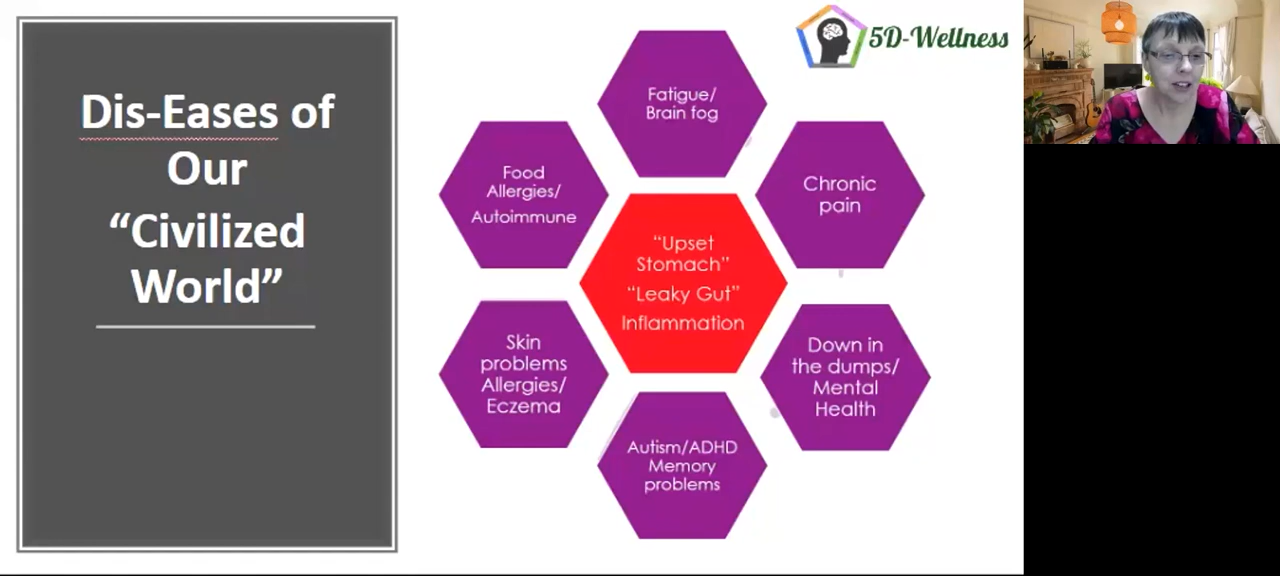 Dis-Eases of
Our
“Civilized
World”
5D-Wellness
Fatigue/
Brain fog
Chronic
pain
Down in
the dumps/
Mental
Health
Autism/ADHD
Memory
problems
Skin
problems
Allergies/
Eczema
Food
Allergies/
Autoimmune
“Upset
Stomach”
“Leaky Gut”
Inflammation